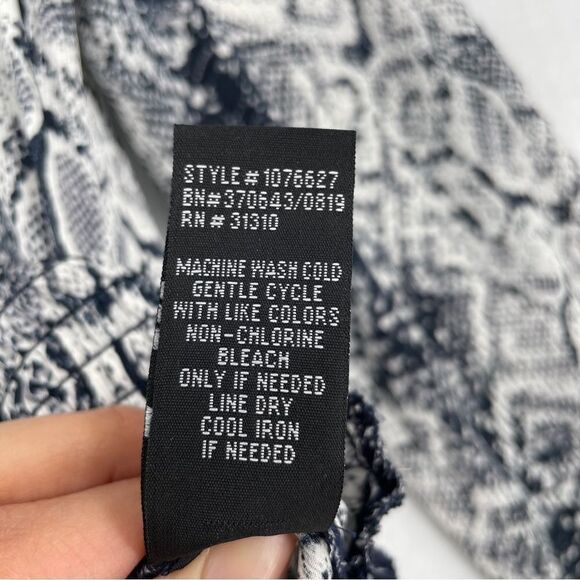 STYLE# 1076627
BN#370643/0819
RN # 31310
MACHINE WASH COLD
GENTLE CYCLE
WITH LIKE COLORS
NON-CHLORINE
BLEACH
ONLY IF NEEDED
LINE DRY
COOL IRON
IF NEEDED